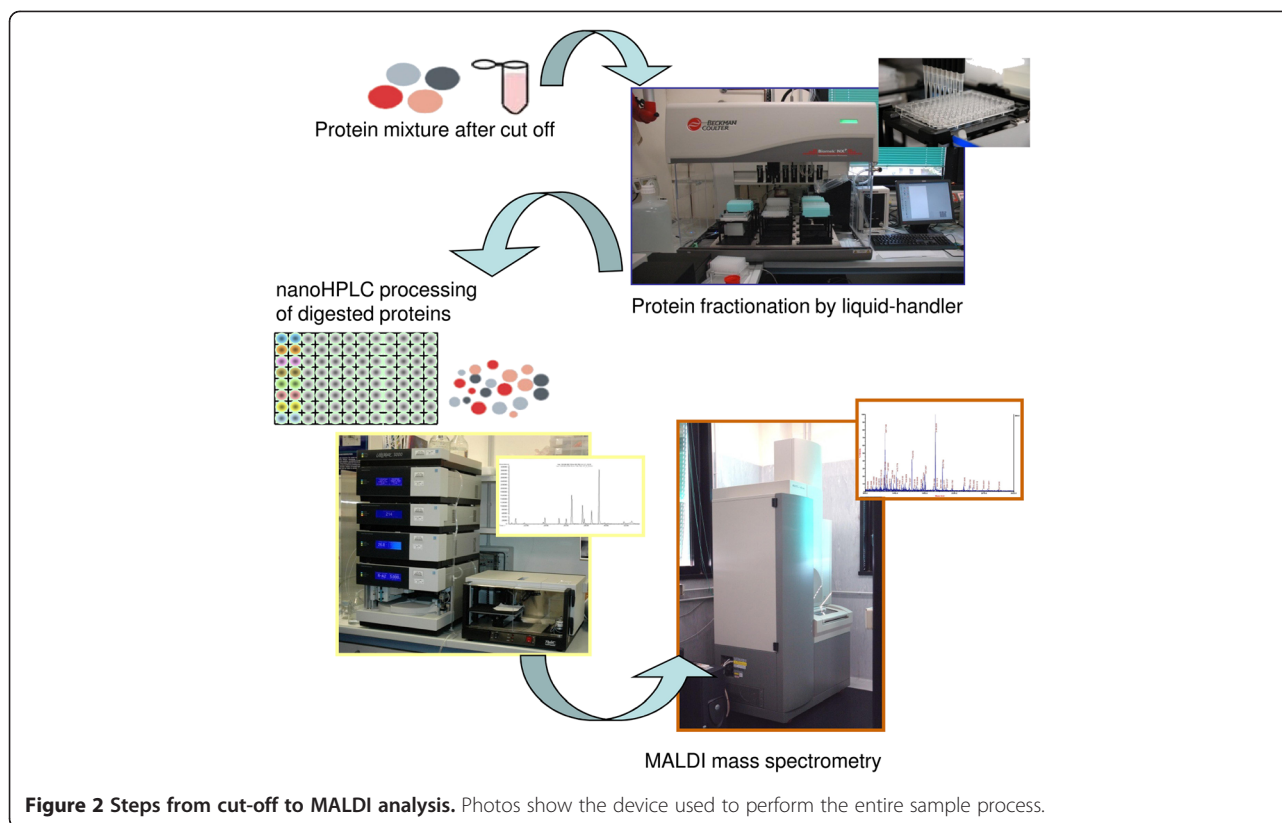 Protein mixture after cut off
BECKMAN
COULTER
Protein fractionation by liquid-handler
nanoHPLC processing
of digested proteins
MALDI mass spectrometry
Figure 2 Steps from cut-off to MALDI analysis. Photos show the device used to perform the entire sample process.